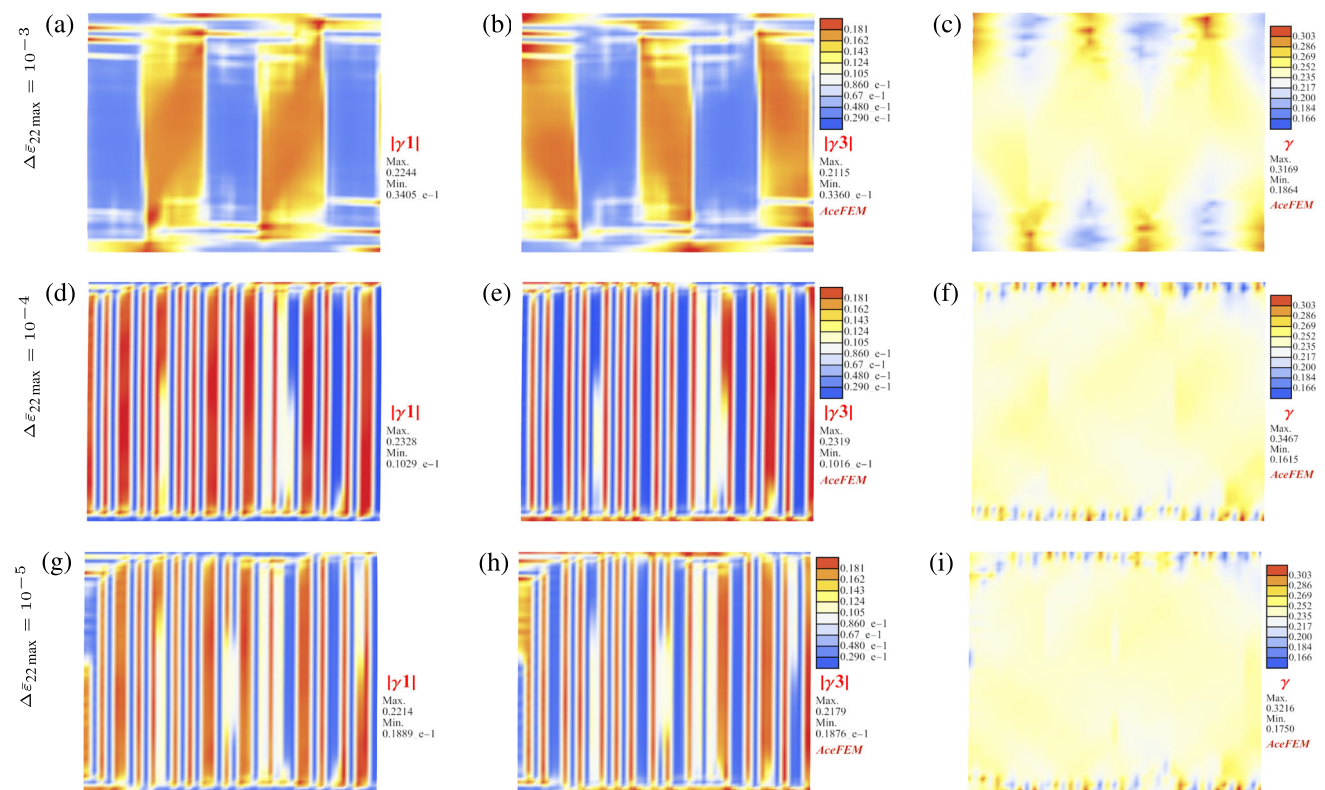 (a)
(b)
(c)
Δε̄22 max = 10−3
|γ1|
Max.
0.2244
Min.
0.3405 e−1
0.181
0.162
0.143
0.124
0.105
0.860 e−1
0.67 e−1
0.480 e−1
0.290 e−1
|γ3|
Max.
0.2115
Min.
0.3360 e−1
AceFEM
0.303
0.286
0.269
0.252
0.235
0.217
0.200
0.184
0.166
γ
Max.
0.3169
Min.
0.1864
AceFEM
(d)
(e)
(f)
Δε̄22 max = 10−4
|γ1|
Max.
0.2328
Min.
0.1029 e−1
0.181
0.162
0.143
0.124
0.105
0.860 e−1
0.67 e−1
0.480 e−1
0.290 e−1
|γ3|
Max.
0.2319
Min.
0.1016 e−1
AceFEM
0.303
0.286
0.269
0.252
0.235
0.217
0.200
0.184
0.166
γ
Max.
0.3467
Min.
0.1615
AceFEM
(g)
(h)
(i)
Δε̄22 max = 10−5
|γ1|
Max.
0.2214
Min.
0.1889 e−1
0.181
0.162
0.143
0.124
0.105
0.860 e−1
0.67 e−1
0.480 e−1
0.290 e−1
|γ3|
Max.
0.2179
Min.
0.1876 e−1
AceFEM
0.303
0.286
0.269
0.252
0.235
0.217
0.200
0.184
0.166
γ
Max.
0.3216
Min.
0.1750
AceFEM